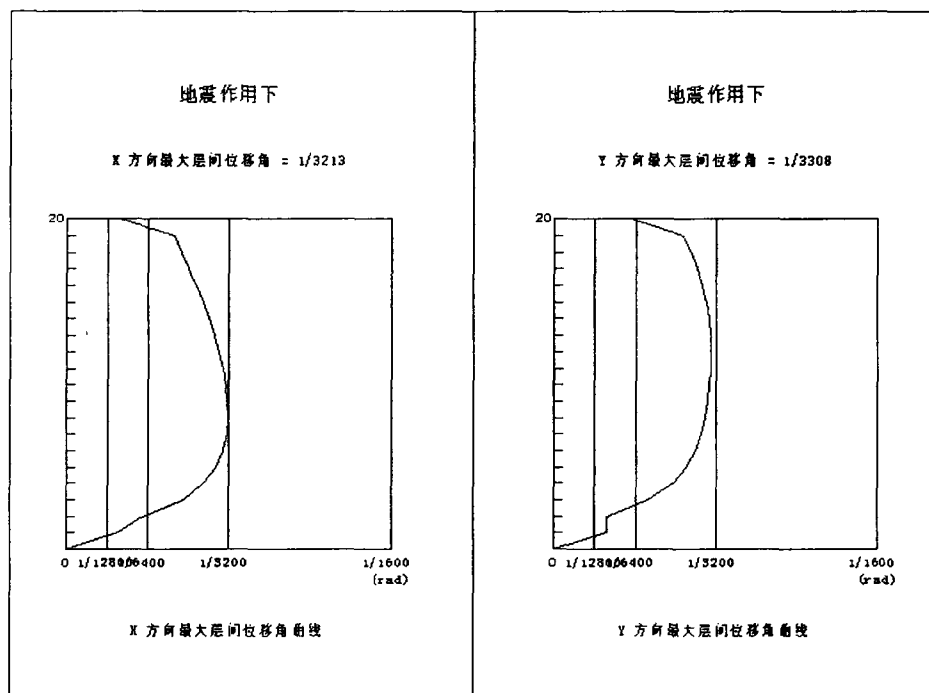 地震作用下
X 方向最大层间位移角 = 1/3213
20
0 1/12800 1/6400 1/3200 1/1600
(rad)
X 方向最大层间位移角曲线
地震作用下
Y 方向最大层间位移角 = 1/3308
20
0 1/12800 1/6400 1/3200 1/1600
(rad)
Y 方向最大层间位移角曲线